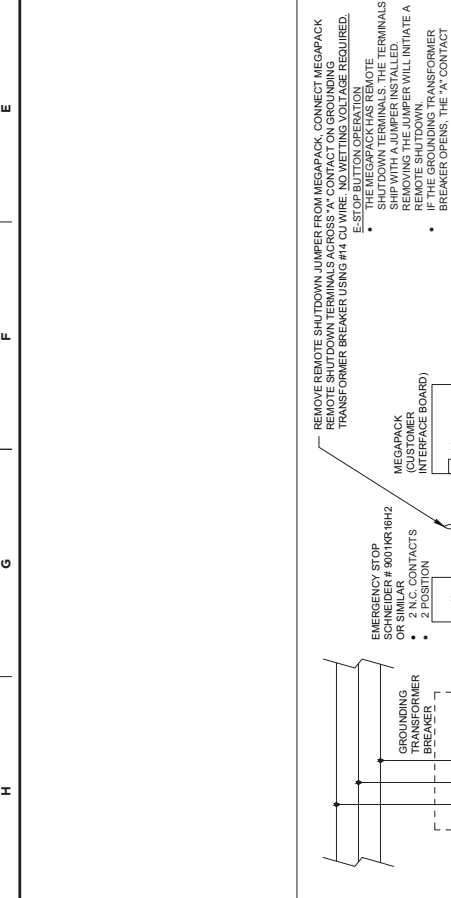 H
G
F
E
REMOVE REMOTE SHUTDOWN JUMPER FROM MEGAPACK, CONNECT MEGAPACK
REMOTE SHUTDOWN TERMINALS ACROSS "A" CONTACT ON GROUNDING
TRANSFORMER BREAKER USING #14 CU WIRE. NO WETTING VOLTAGE REQUIRED.
E-STOP BUTTON OPERATION
• THE MEGAPACK HAS REMOTE
SHUTDOWN TERMINALS. THE TERMINALS
SHIP WITH A JUMPER INSTALLED.
REMOVING THE JUMPER WILL INITIATE A
REMOTE SHUTDOWN.
• IF THE GROUNDING TRANSFORMER
BREAKER OPENS, THE "A" CONTACT
MEGAPACK
(CUSTOMER
INTERFACE BOARD)
EMERGENCY STOP
SCHNEIDER # 9001KR16H2
OR SIMILAR
• 2 N.C. CONTACTS
• 2 POSITION
GROUNDING
TRANSFORMER
BREAKER